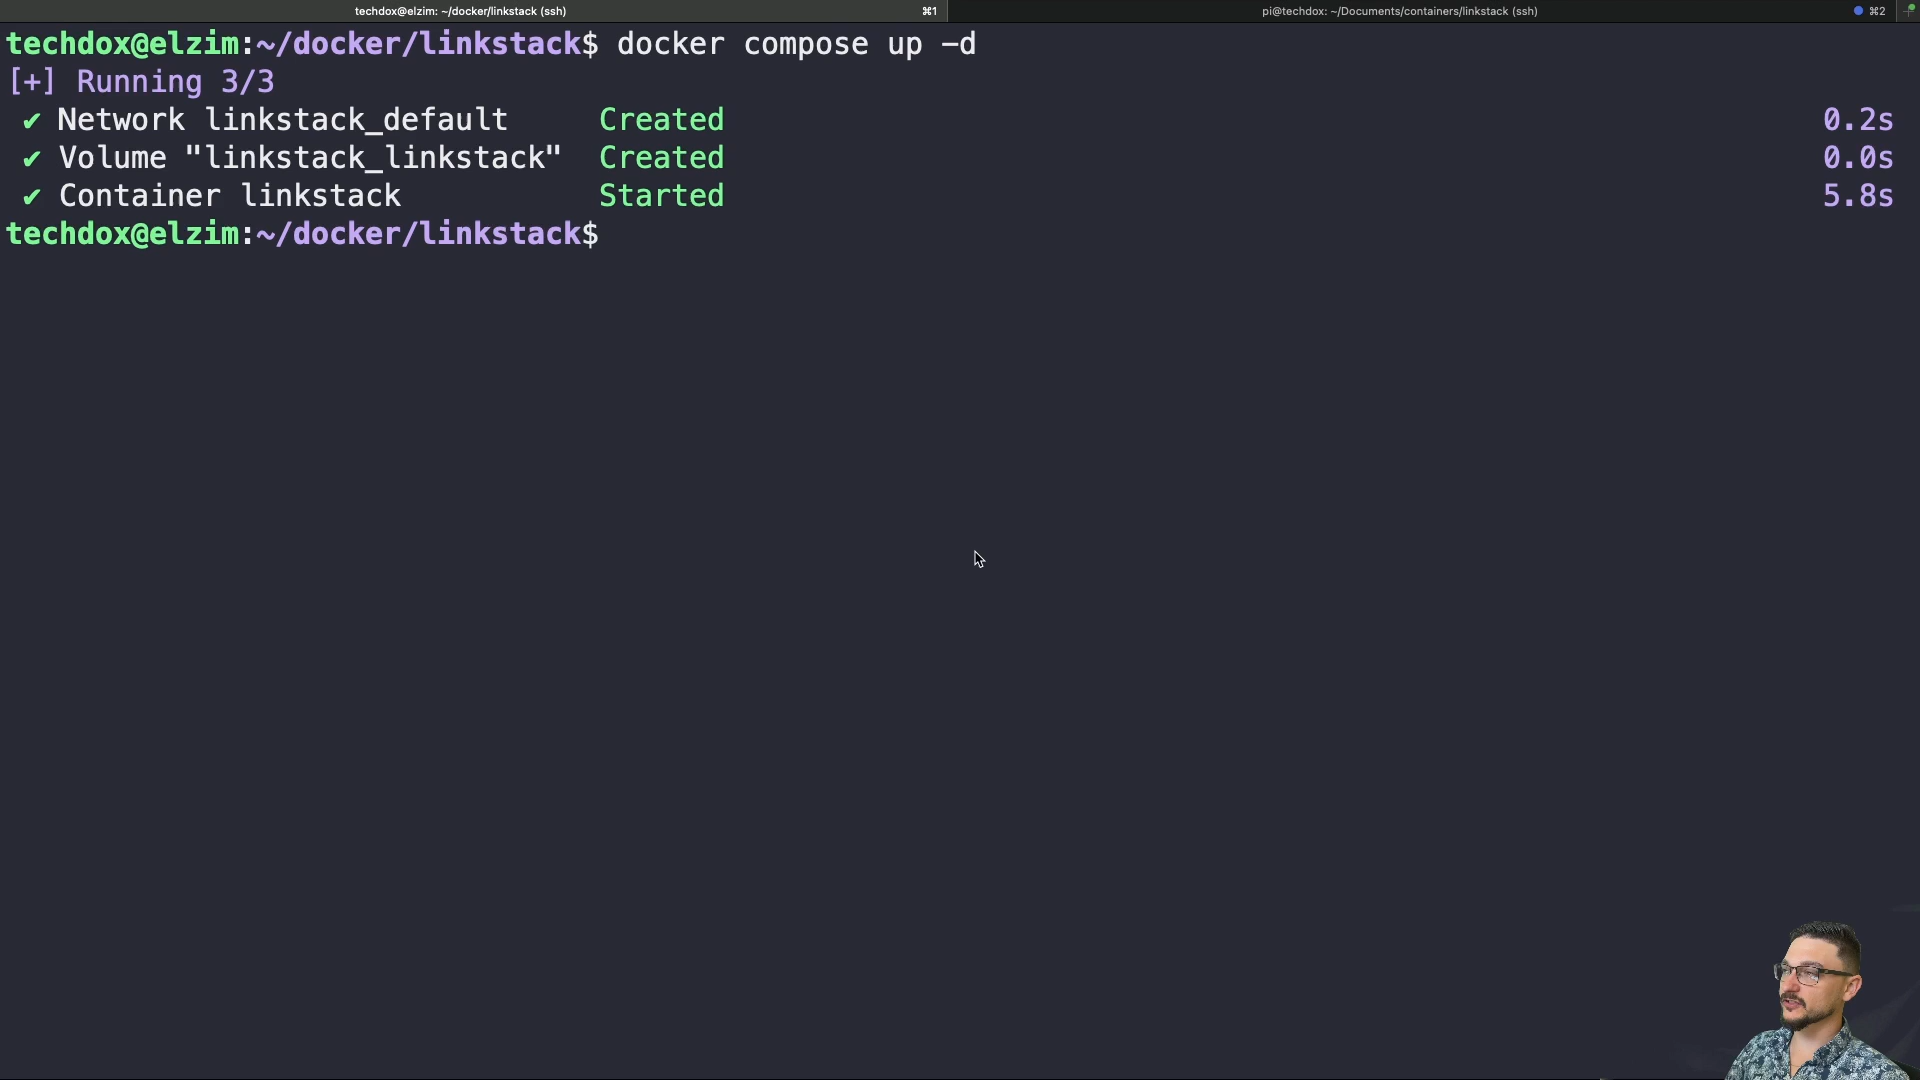 techdox@elzim: ~/docker/linkstack (ssh) ⌘1 pi@techdox: ~/Documents/containers/linkstack (ssh) ⌘2
techdox@elzim:~/docker/linkstack$ docker compose up -d
[+] Running 3/3
✔ Network linkstack_default Created 0.2s
✔ Volume "linkstack_linkstack" Created 0.0s
✔ Container linkstack Started 5.8s
techdox@elzim:~/docker/linkstack$